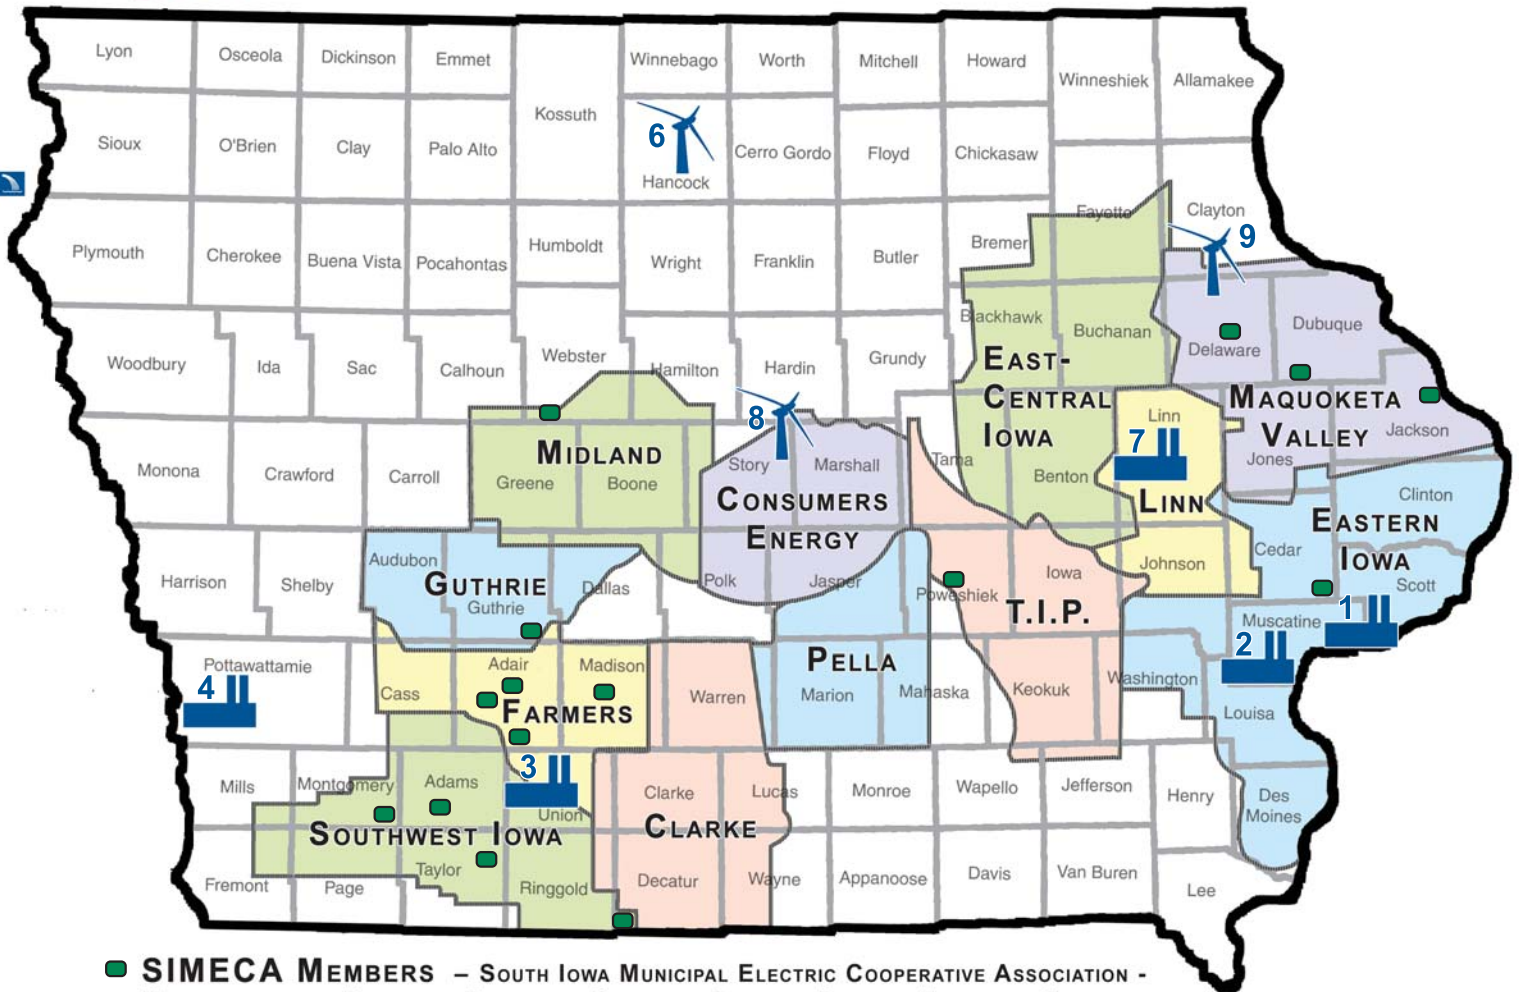 Lyon
Osceola
Dickinson
Emmet
Kossuth
Winnebago
Worth
Mitchell
Howard
Winneshiek
Allamakee
Sioux
O'Brien
Clay
Palo Alto
6
Hancock
Cerro Gordo
Floyd
Chickasaw
Fayette
Clayton
9
Plymouth
Cherokee
Buena Vista
Pocahontas
Humboldt
Wright
Franklin
Butler
Bremer
Blackhawk
Buchanan
Delaware
Dubuque
Woodbury
Ida
Sac
Calhoun
Webster
Hamilton
Hardin
Grundy
EAST-
CENTRAL
IOWA
MAQUOKETA
VALLEY
Jackson
Jones
8
7
Linn
LINN
MIDLAND
Greene
Boone
Story
Marshall
CONSUMERS
ENERGY
Tama
Benton
Monona
Crawford
Carroll
Clinton
EASTERN
IOWA
Cedar
Scott
Harrison
Shelby
Audubon
GUTHRIE
Guthrie
Dallas
Polk
Jasper
Poweshiek
Iowa
T.I.P.
Johnson
Muscatine
1
2
Pottawattamie
4
Cass
Adair
Madison
FARMERS
Warren
PELLA
Marion
Mahaska
Keokuk
Washington
Louisa
Mills
Montgomery
Adams
3
Union
Clarke
Lucas
CLARKE
Monroe
Wapello
Jefferson
Henry
Des
Moines
SOUTHWEST IOWA
Fremont
Page
Taylor
Ringgold
Decatur
Wayne
Appanoose
Davis
Van Buren
Lee
SIMECA MEMBERS – SOUTH IOWA MUNICIPAL ELECTRIC COOPERATIVE ASSOCIATION -